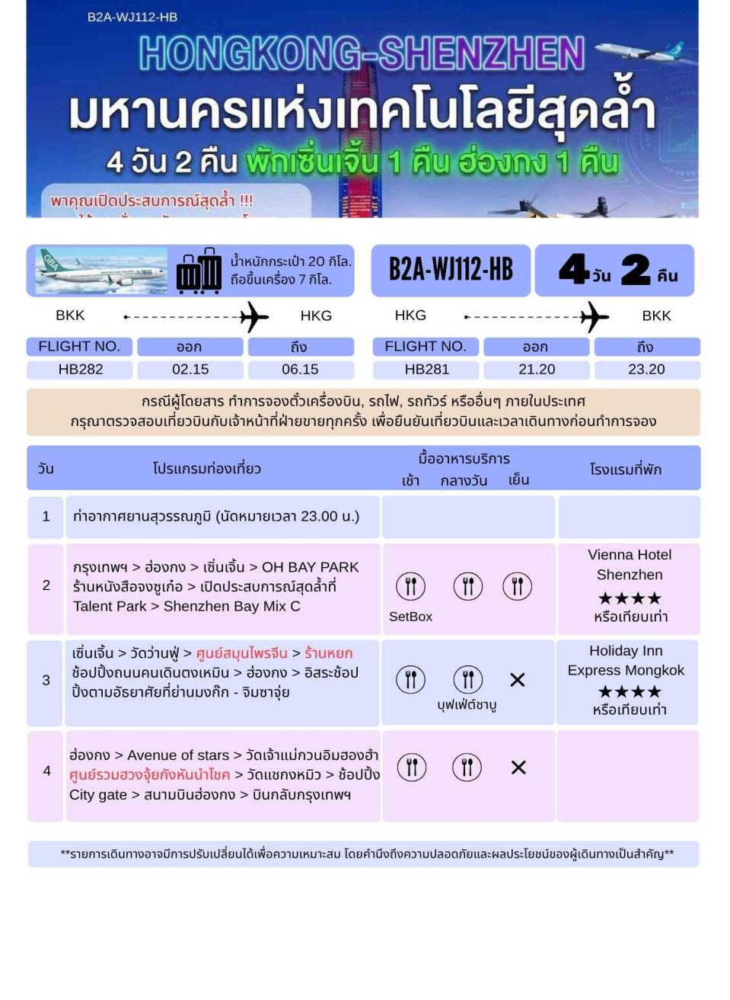 B2A-WJ112-HB
HONGKONG-SHENZHEN
มหานครแห่งเทคโนโลยีสุดล้ำ
4 วัน 2 คืน พักเซิ่นเจิ้น 1 คืน ฮ่องกง 1 คืน
พาคุณเปิดประสบการณ์สุดล้ำ !!!
GBA
น้ำหนักกระเป๋า 20 กิโล.
ถือขึ้นเครื่อง 7 กิโล.
B2A-WJ112-HB
4 วัน 2 คืน
BKK HKG HKG BKK
FLIGHT NO. ออก ถึง FLIGHT NO. ออก ถึง
HB282 02.15 06.15 HB281 21.20 23.20
กรณีผู้โดยสาร ทำการจองตั๋วเครื่องบิน, รถไฟ, รถทัวร์ หรืออื่นๆ ภายในประเทศ
กรุณาตรวจสอบเที่ยวบินกับเจ้าหน้าที่ฝ่ายขายทุกครั้ง เพื่อยืนยันเที่ยวบินและเวลาเดินทางก่อนทำการจอง
วัน โปรแกรมท่องเที่ยว มื้ออาหารบริการ โรงแรมที่พัก
เช้า กลางวัน เย็น
1 ท่าอากาศยานสุวรรณภูมิ (นัดหมายเวลา 23.00 น.)
2
กรุงเทพฯ > ฮ่องกง > เซิ่นเจิ้น > OH BAY PARK
ร้านหนังสือจงซูเก๋อ > เปิดประสบการณ์สุดล้ำที่
Talent Park > Shenzhen Bay Mix C
SetBox
Vienna Hotel
Shenzhen
★★★★
หรือเทียบเท่า
3
เซิ่นเจิ้น > วัดว่านฟู่ > ศูนย์สมุนไพรจีน > ร้านหยก
ช้อปปิ้งถนนคนเดินตงเหมิน > ฮ่องกง > อิสระช้อป
ปิ้งตามอัธยาศัยที่ย่านมงก๊ก - จิมซาจุ่ย
บุฟเฟ่ต์ชาบู
Holiday Inn
Express Mongkok
★★★★
หรือเทียบเท่า
4
ฮ่องกง > Avenue of stars > วัดเจ้าแม่กวนอิมฮองฮำ
ศูนย์รวมฮวงจุ้ยกังหันนำโชค > วัดแชกงหมิว > ช้อปปิ้ง
City gate > สนามบินฮ่องกง > บินกลับกรุงเทพฯ
**รายการเดินทางอาจมีการปรับเปลี่ยนได้เพื่อความเหมาะสม โดยคำนึงถึงความปลอดภัยและผลประโยชน์ของผู้เดินทางเป็นสำคัญ**